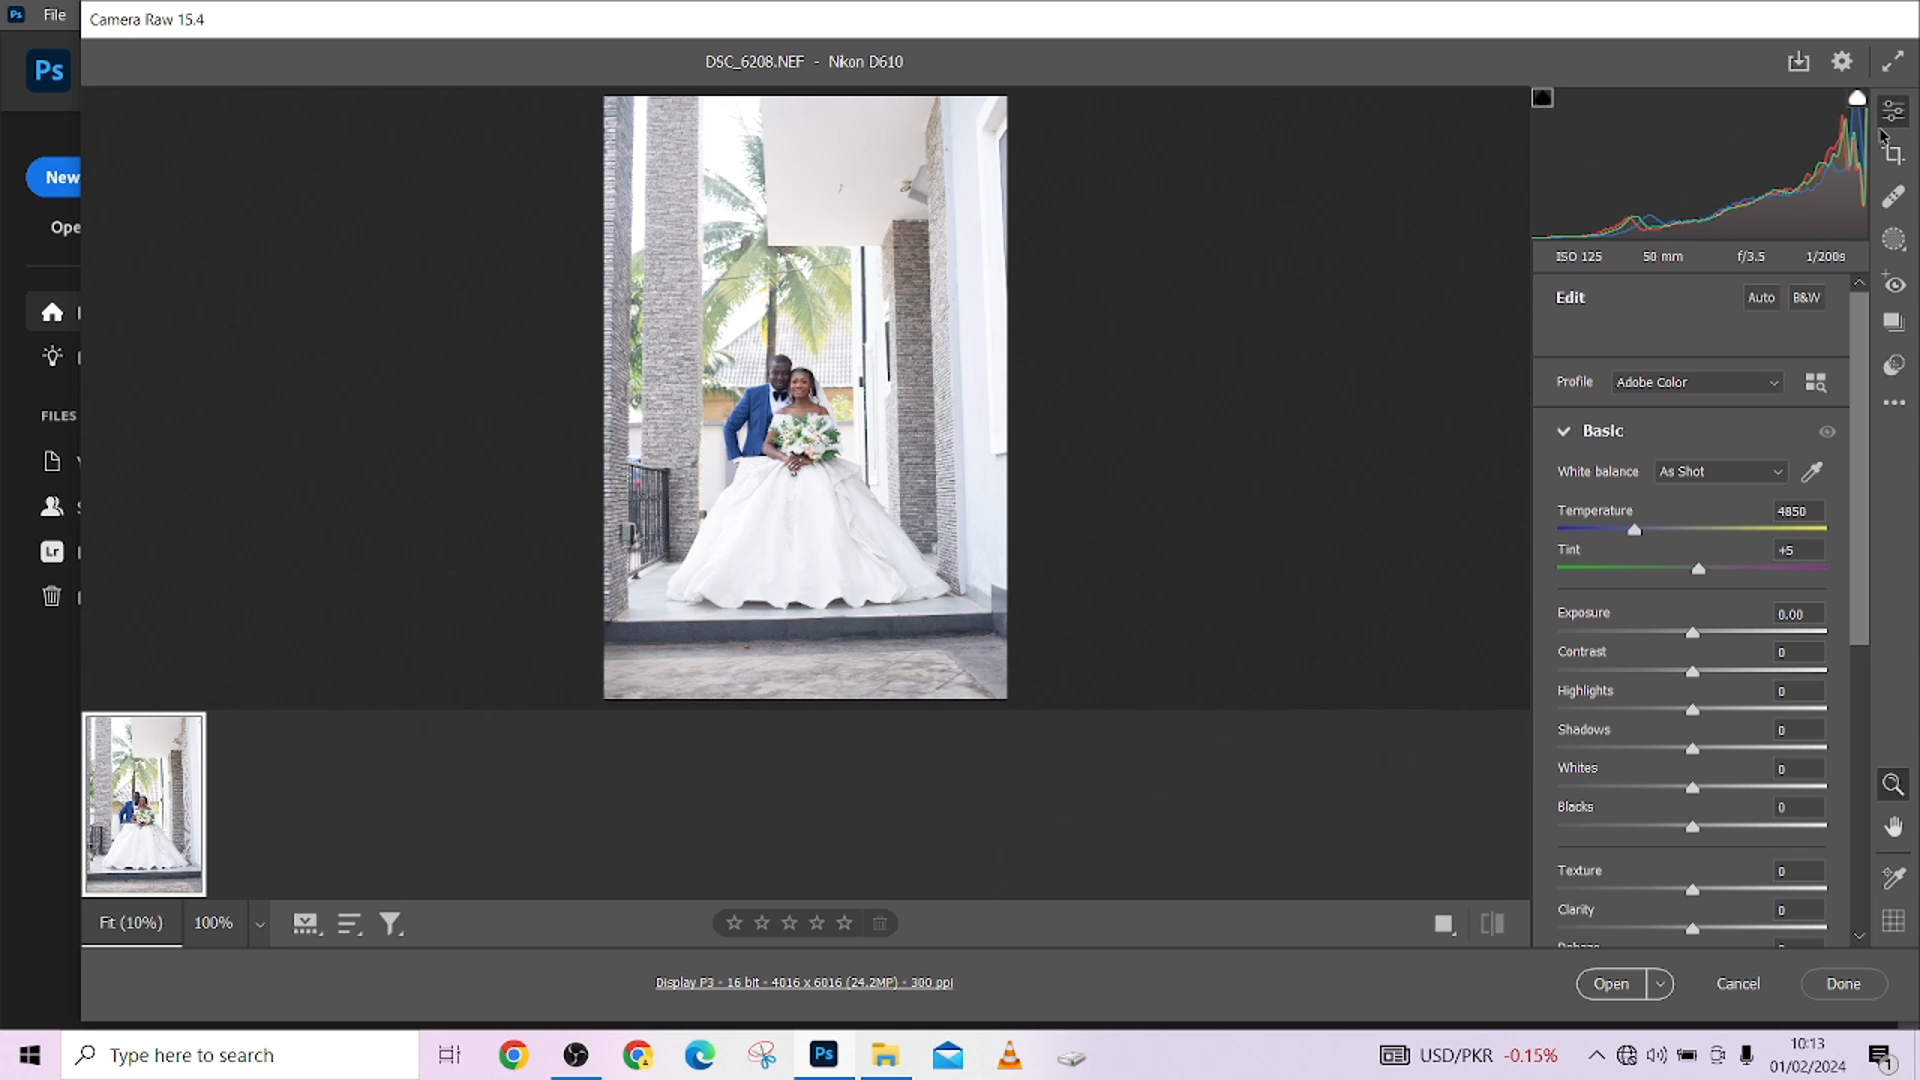 Ps File
Camera Raw 15.4
DSC_6208.NEF - Nikon D610
Ps
New
Ope
FILES
Lr
ISO 125 50 mm f/3.5 1/200s
Edit Auto B&W
Profile Adobe Color
Basic
White balance As Shot
Temperature 4850
Tint +5
Exposure 0.00
Contrast 0
Highlights 0
Shadows 0
Whites 0
Blacks 0
Texture 0
Clarity 0
Fit (10%) 100%
Display P3 - 16 bit - 4016 x 6016 (24.2MP) - 300 ppi
Open Cancel Done
Type here to search
Ps
USD/PKR -0.15%
10:13
01/02/2024
1